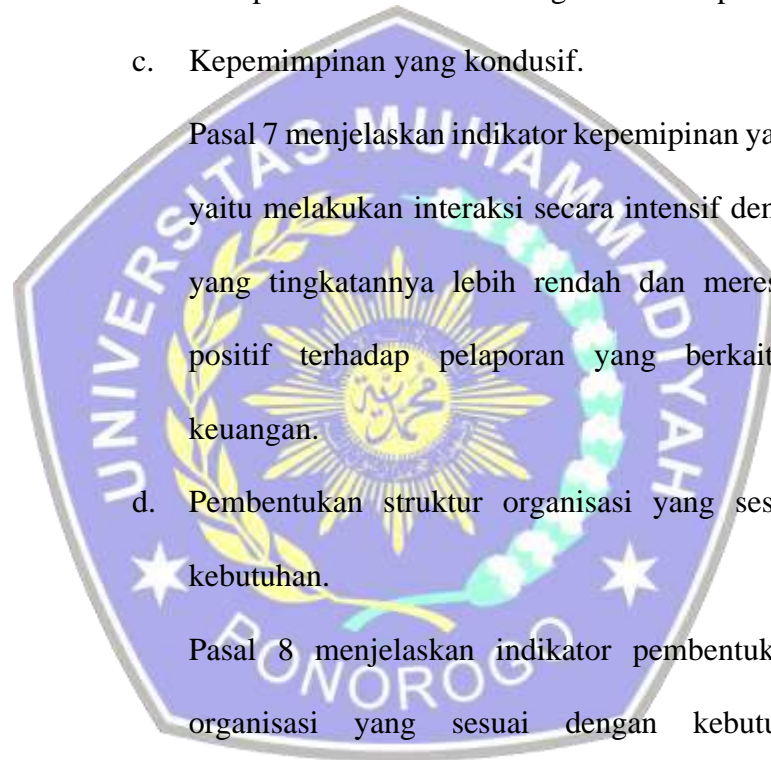 c. Kepemimpinan yang kondusif.
Pasal 7 menjelaskan indikator kepemipinan ya
yaitu melakukan interaksi secara intensif den
yang tingkatannya lebih rendah dan meres
positif terhadap pelaporan yang berkait
keuangan.
d. Pembentukan struktur organisasi yang ses
kebutuhan.
Pasal 8 menjelaskan indikator pembentuk
organisasi yang sesuai dengan kebutu
UNIVERSITAS MUHAMMADIYAH
PONOROGO